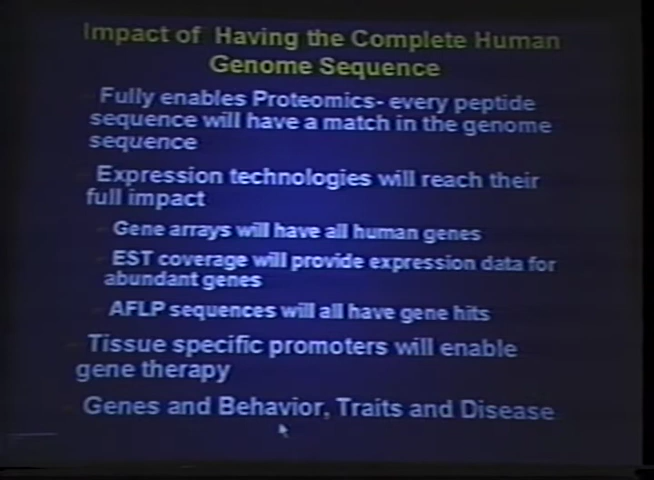 Impact of Having the Complete Human
Genome Sequence
Fully enables Proteomics- every peptide
sequence will have a match in the genome
sequence
Expression technologies will reach their
full impact
Gene arrays will have all human genes
EST coverage will provide expression data for
abundant genes
AFLP sequences will all have gene hits
Tissue specific promoters will enable
gene therapy
Genes and Behavior, Traits and Disease